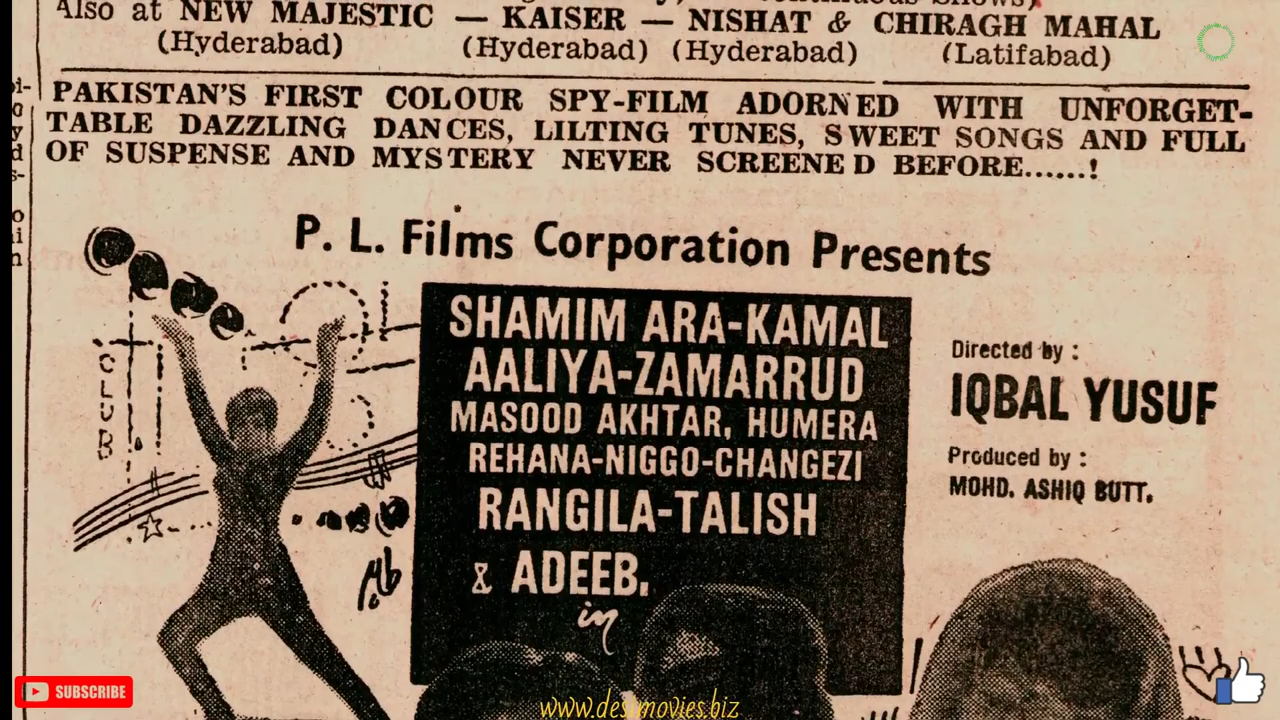 Also at NEW MAJESTIC — KAISER — NISHAT & CHIRAGH MAHAL
(Hyderabad) (Hyderabad) (Hyderabad) (Latifabad)
PAKISTAN'S FIRST COLOUR SPY-FILM ADORNED WITH UNFORGET-
TABLE DAZZLING DANCES, LILTING TUNES, SWEET SONGS AND FULL
OF SUSPENSE AND MYSTERY NEVER SCREENED BEFORE......!
P. L. Films Corporation Presents
CLUB
SHAMIM ARA-KAMAL
AALIYA-ZAMARRUD
MASOOD AKHTAR, HUMERA
REHANA-NIGGO-CHANGEZI
RANGILA-TALISH
& ADEEB.
in
Directed by :
IQBAL YUSUF
Produced by :
MOHD. ASHIQ BUTT.
SUBSCRIBE
www.desimovies.biz